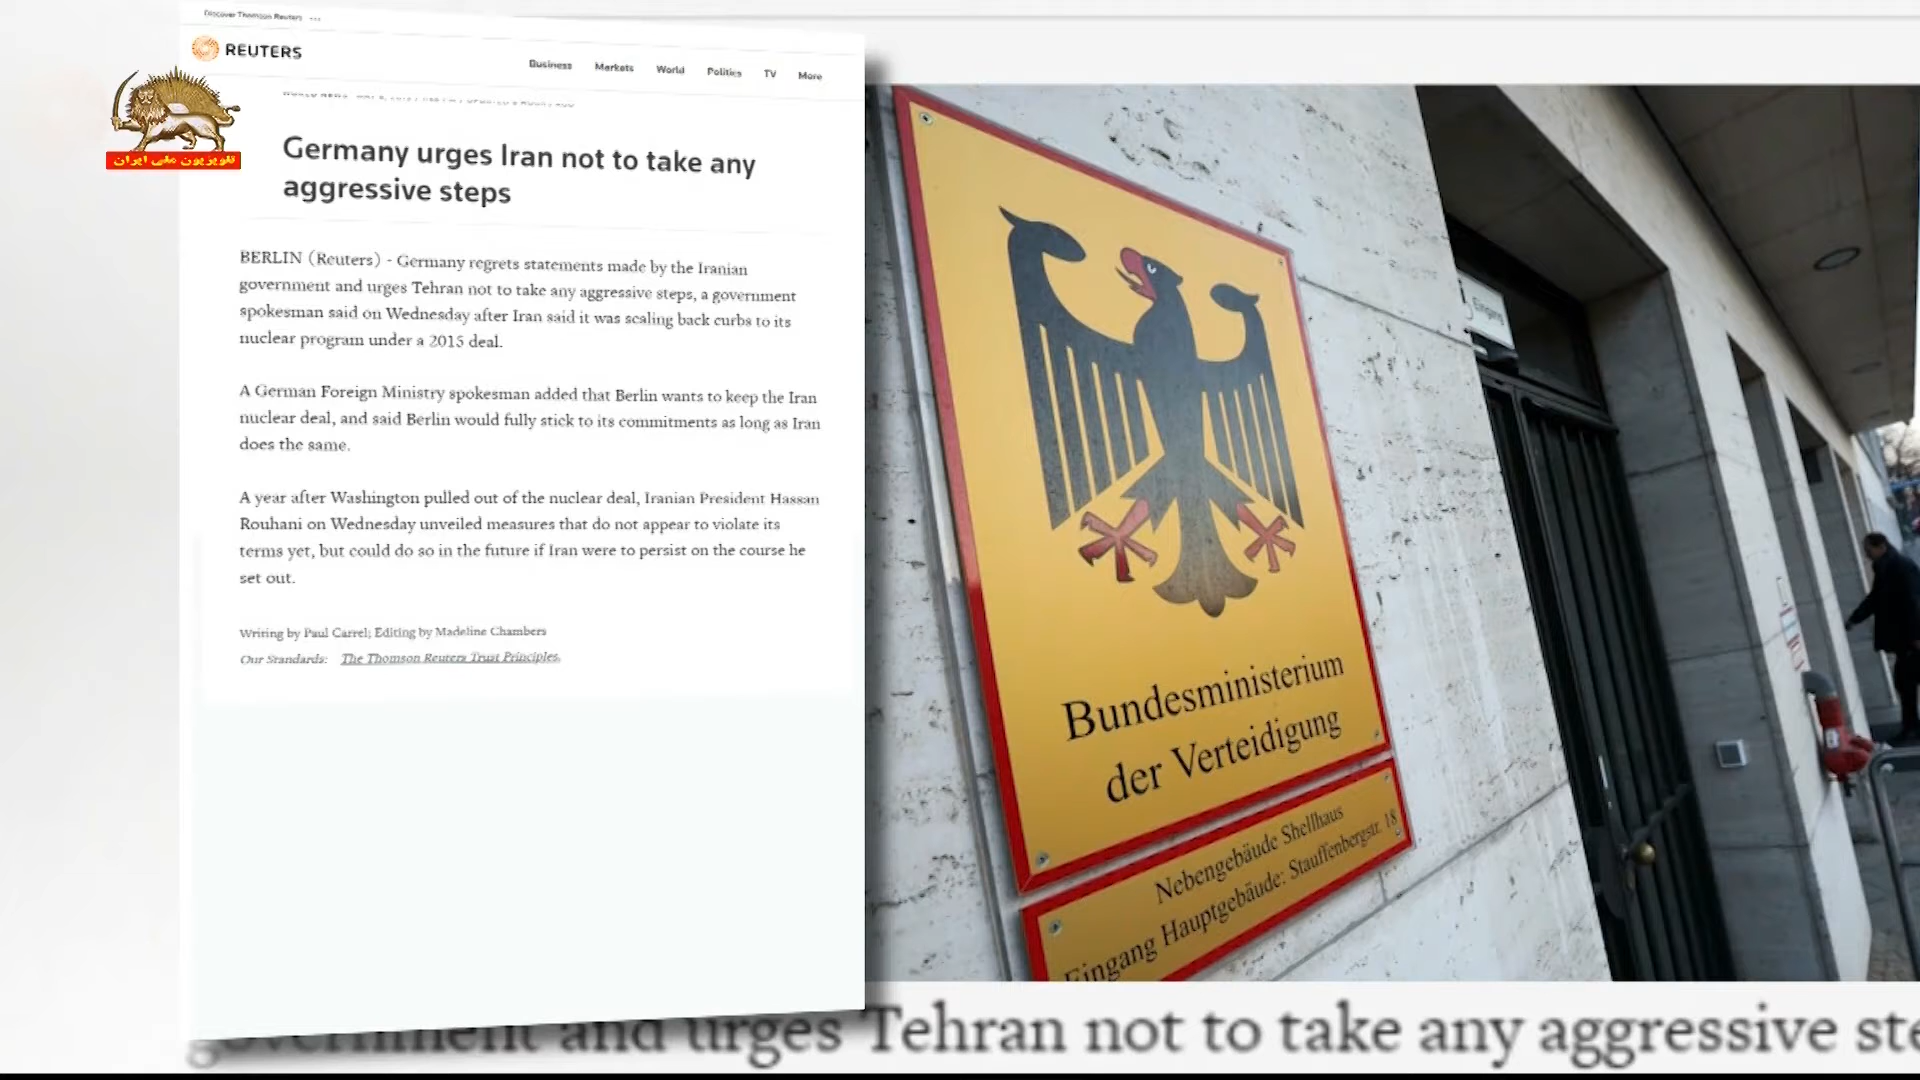 Discover Thomson Reuters ...
REUTERS
Business Markets World Politics TV More
تلویزیون ملی ایران
Germany urges Iran not to take any
aggressive steps
BERLIN (Reuters) - Germany regrets statements made by the Iranian
government and urges Tehran not to take any aggressive steps, a government
spokesman said on Wednesday after Iran said it was scaling back curbs to its
nuclear program under a 2015 deal.
A German Foreign Ministry spokesman added that Berlin wants to keep the Iran
nuclear deal, and said Berlin would fully stick to its commitments as long as Iran
does the same.
A year after Washington pulled out of the nuclear deal, Iranian President Hassan
Rouhani on Wednesday unveiled measures that do not appear to violate its
terms yet, but could do so in the future if Iran were to persist on the course he
set out.
Writing by Paul Carrel; Editing by Madeline Chambers
Our Standards: The Thomson Reuters Trust Principles.
Bundesministerium
der Verteidigung
Nebengebäude Shellhaus
Eingang Hauptgebäude: Stauffenbergstr. 18
Eingang
government and urges Tehran not to take any aggressive ste